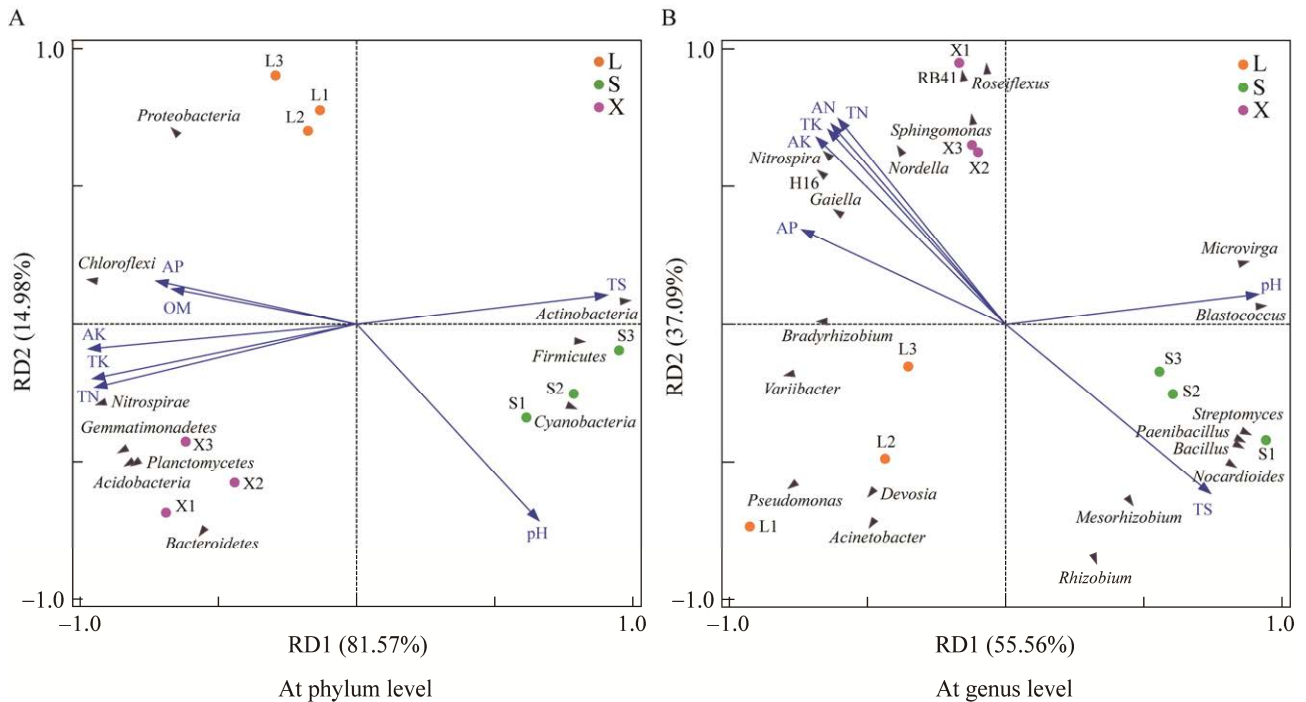 A
1.0
L3
L1
L2
Proteobacteria
L
S
X
RD2 (14.98%)
Chloroflexi
AP
OM
TS
Actinobacteria
AK
TK
TN
Firmicutes
S3
S2
S1
Cyanobacteria
Nitrospirae
Gemmatimonadetes
X3
Planctomycetes
Acidobacteria
X2
X1
Bacteroidetes
pH
−1.0
−1.0
1.0
RD1 (81.57%)
At phylum level
B
1.0
X1
RB41
Roseiflexus
L
S
X
AN
TN
TK
AK
Sphingomonas
X3
X2
Nitrospira
Nordella
H16
Gaiella
AP
RD2 (37.09%)
Microvirga
pH
Blastococcus
Bradyrhizobium
L3
Variibacter
S3
S2
Streptomyces
Paenibacillus
Bacillus
S1
Nocardioides
L2
Pseudomonas
Devosia
L1
Acinetobacter
TS
Mesorhizobium
Rhizobium
−1.0
-1.0
1.0
RD1 (55.56%)
At genus level